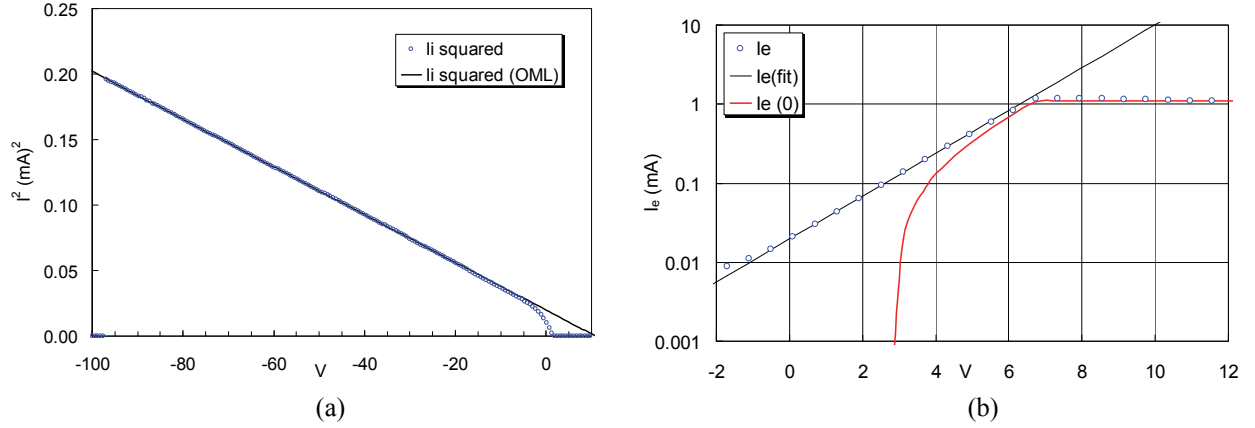 0.25
0.20
0.15
0.10
0.05
0.00
I² (mA)²
-100 -80 -60 -40 -20 0
V
Ii squared
Ii squared (OML)
(a)
10
1
0.1
0.01
0.001
Iₑ (mA)
-2 0 2 4 6 8 10 12
V
Ie
Ie(fit)
Ie (0)
(b)